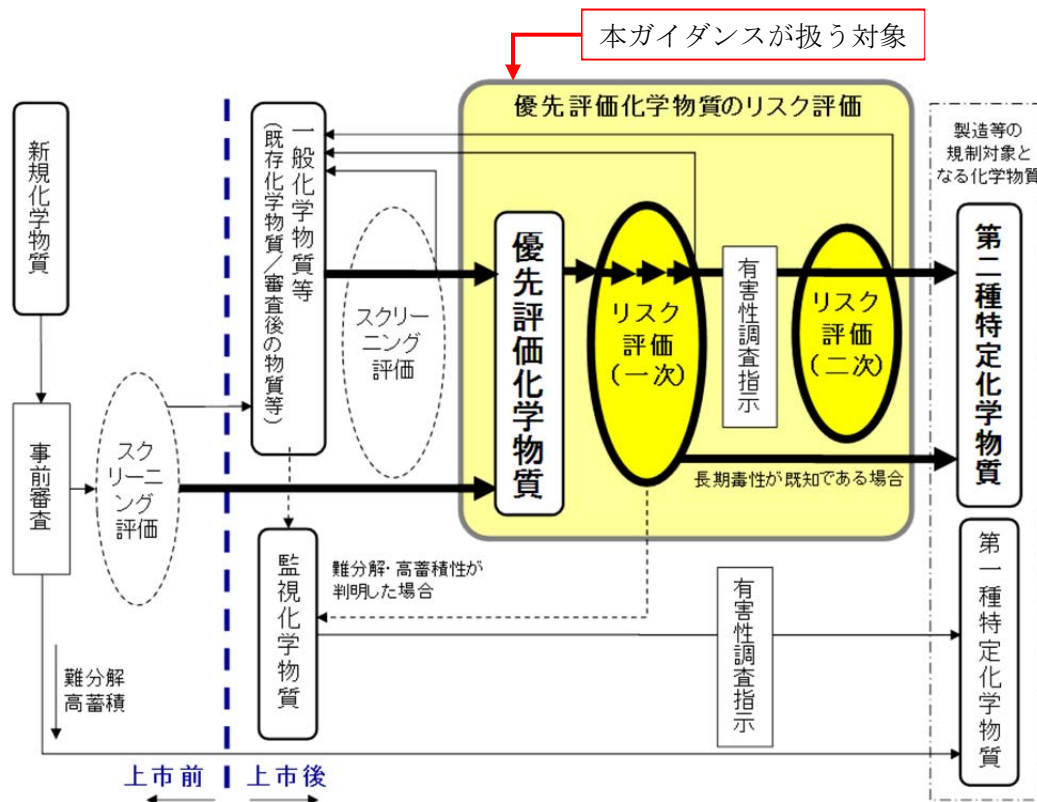 本ガイダンスが扱う対象
優先評価化学物質のリスク評価
新規化学物質
事前審査
スク
リーニ
ング
評価
難分解
高蓄積
上市前
上市後
一般化学物質等
(既存化学物質/審査後の物質等)
スクリー
ニング
評価
監視化学物質
難分解・高蓄積性が
判明した場合
優先評価化学物質
リスク
評価
(一次)
有害性調査指示
リスク
評価
(二次)
長期毒性が既知である場合
有害性調査指示
製造等の
規制対象と
なる化学物質
第二種特定化学物質
第一種特定化学物質